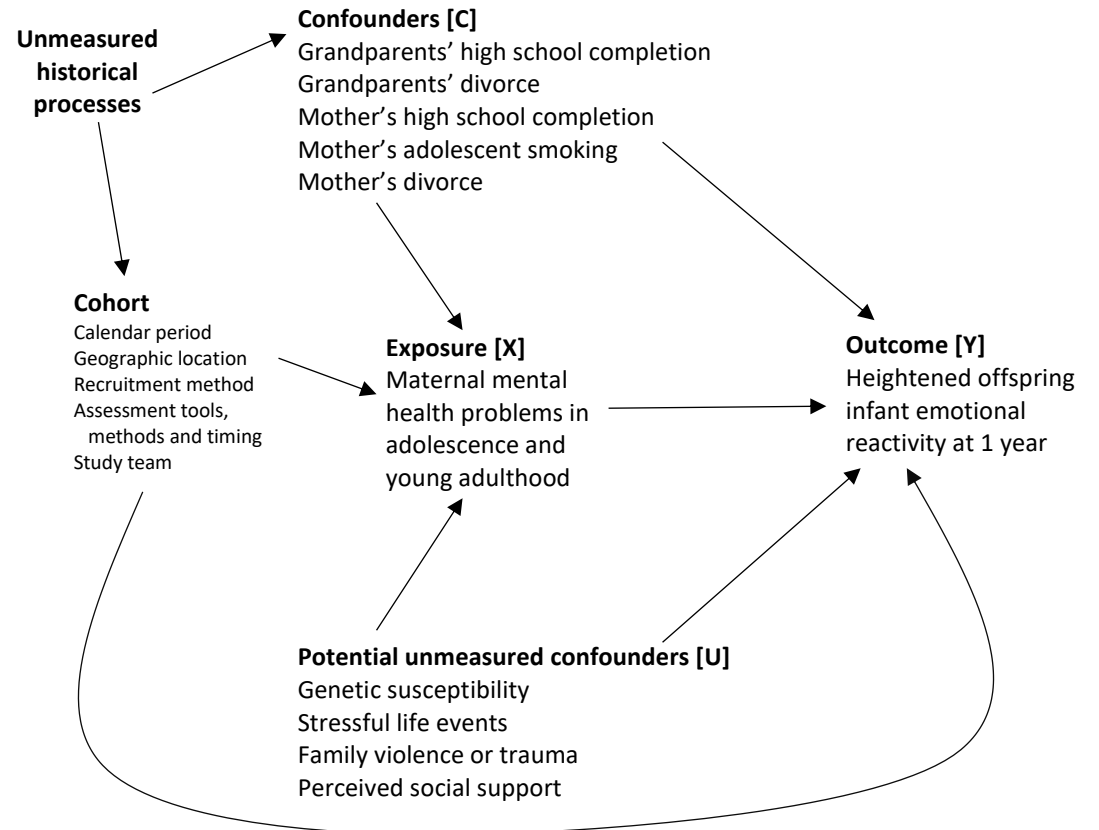 Unmeasured
historical
processes
Confounders [C]
Grandparents’ high school completion
Grandparents’ divorce
Mother’s high school completion
Mother’s adolescent smoking
Mother’s divorce
Cohort
Calendar period
Geographic location
Recruitment method
Assessment tools,
methods and timing
Study team
Exposure [X]
Maternal mental
health problems in
adolescence and
young adulthood
Outcome [Y]
Heightened offspring
infant emotional
reactivity at 1 year
Potential unmeasured confounders [U]
Genetic susceptibility
Stressful life events
Family violence or trauma
Perceived social support